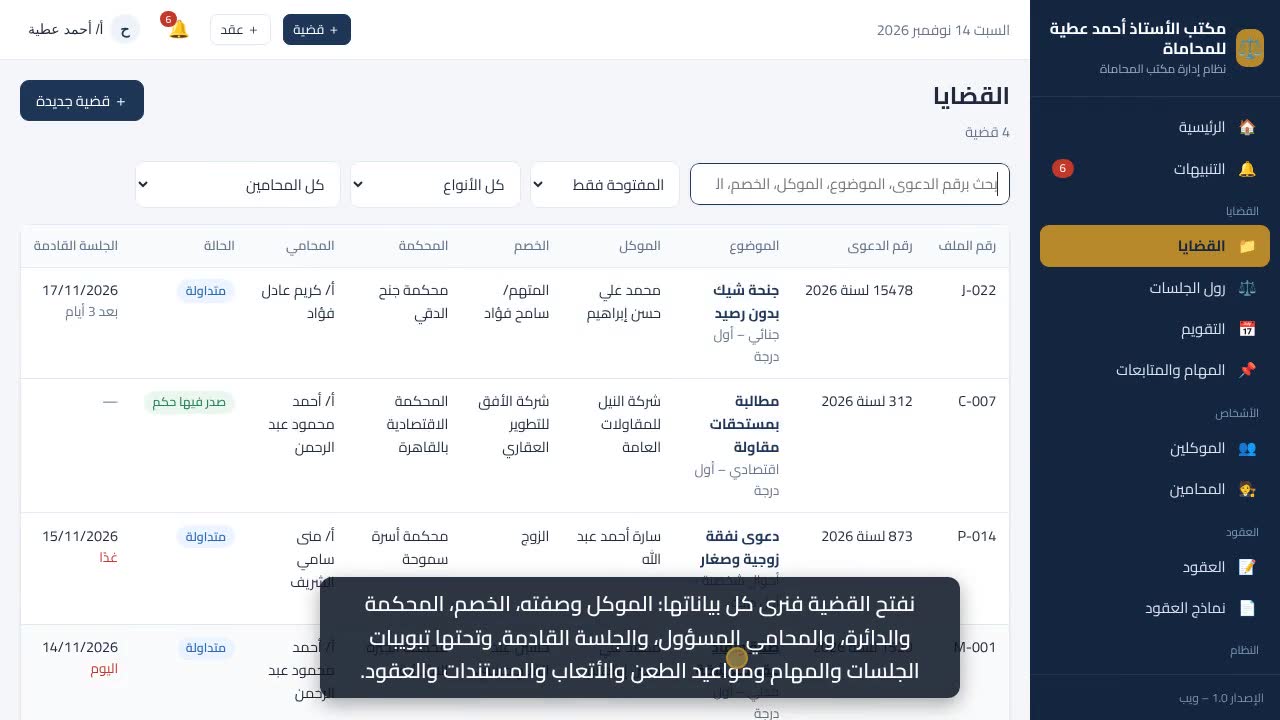 مكتب الأستاذ أحمد عطية
للمحاماة
نظام إدارة مكتب المحاماة
الرئيسية
التنبيهات 6
القضايا
القضايا
رول الجلسات
التقويم
المهام والمتابعات
الأشخاص
الموكلين
المحامين
العقود
العقود
نماذج العقود
النظام
الإصدار 1.0 – ويب
السبت 14 نوفمبر 2026
+ قضية
+ عقد
6
ح
أ/ أحمد عطية
القضايا
4 قضية
+ قضية جديدة
بحث برقم الدعوى، الموضوع، الموكل، الخصم، ال
المفتوحة فقط
كل الأنواع
كل المحامين
رقم الملف رقم الدعوى الموضوع الموكل الخصم المحكمة المحامي الحالة الجلسة القادمة
J-022 15478 لسنة 2026 جنحة شيك محمد علي المتهم/ محكمة جنح أ/ كريم عادل متداولة 17/11/2026
بدون رصيد حسن إبراهيم سامح فؤاد الدقي فؤاد بعد 3 أيام
جنائي – أول
درجة
C-007 312 لسنة 2026 مطالبة شركة النيل شركة الأفق المحكمة أ/ أحمد صدر فيها حكم —
بمستحقات للمقاولات للتطوير الاقتصادية محمود عبد
مقاولة العامة العقاري بالقاهرة الرحمن
اقتصادي – أول
درجة
P-014 873 لسنة 2026 دعوى نفقة سارة أحمد عبد الزوج محكمة أسرة أ/ منى متداولة 15/11/2026
زوجية وصغار الله سموحة سامي غدًا
الشريف
M-001 أ/ أحمد متداولة 14/11/2026
محمود عبد اليوم
الرحمن
درجة
نفتح القضية فنرى كل بياناتها: الموكل وصفته، الخصم، المحكمة
والدائرة، والمحامي المسؤول، والجلسة القادمة. وتحتها تبويبات
الجلسات والمهام ومواعيد الطعن والأتعاب والمستندات والعقود.